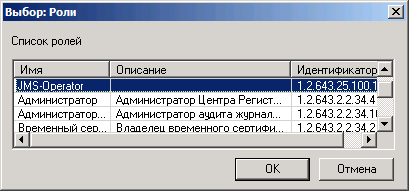 Выбор: Роли
Список ролей
Имя Описание Идентификатор
JMS-Operator 1.2.643.25.100.1
Администратор Администратор Центра Регист... 1.2.643.2.2.34.4
Администратор... Администратор аудита журнал... 1.2.643.2.2.34.10
Временный сер... Владелец временного сертифи... 1.2.643.2.2.34.2
OK Отмена